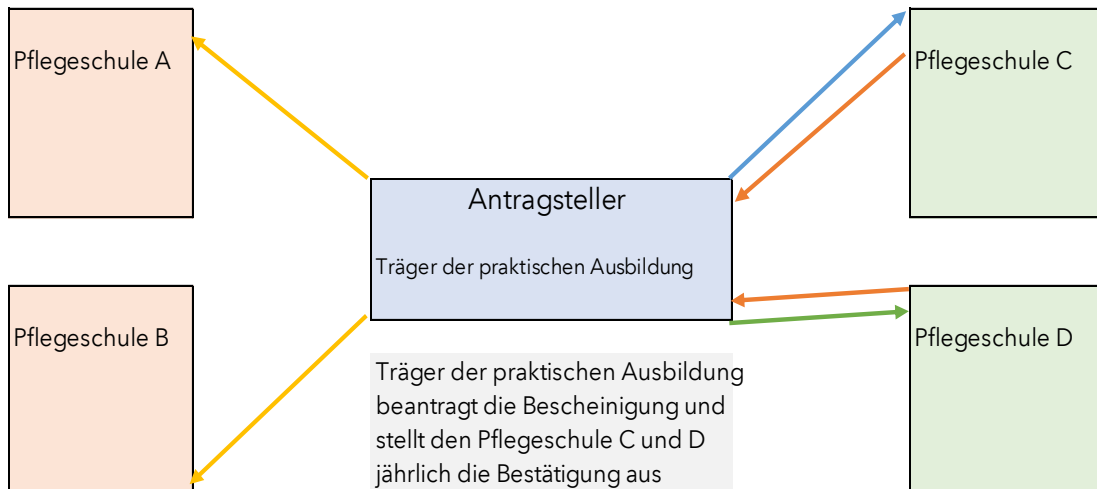 Pflegeschule A
Pflegeschule C
Antragsteller
Träger der praktischen Ausbildung
Pflegeschule B
Pflegeschule D
Träger der praktischen Ausbildung
beantragt die Bescheinigung und
stellt den Pflegeschule C und D
jährlich die Bestätigung aus